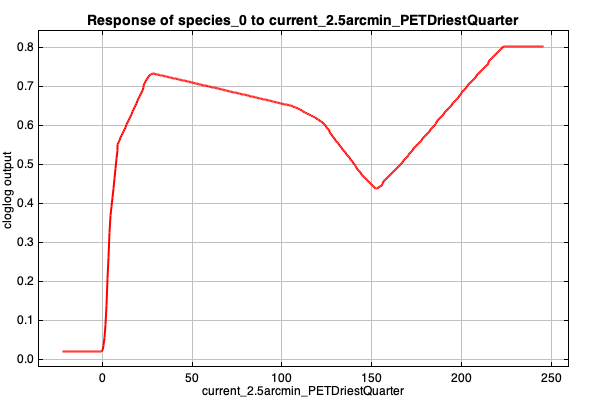 Response of species_0 to current_2.5arcmin_PETDriestQuarter
cloglog output
0.8
0.7
0.6
0.5
0.4
0.3
0.2
0.1
0.0
0 50 100 150 200 250
current_2.5arcmin_PETDriestQuarter